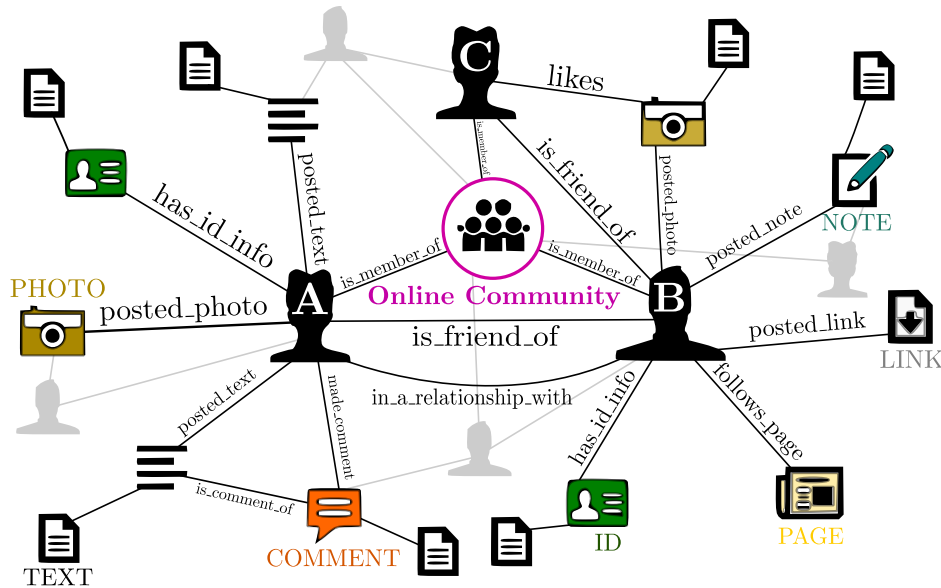 C
likes
is_member_of
is_friend_of
posted_photo
posted_text
has_id_info
posted_note
NOTE
is_member_of
is_member_of
Online Community
PHOTO
posted_photo
A
B
is_friend_of
posted_link
LINK
in_a_relationship_with
posted_text
made_comment
has_id_info
follows_page
is_comment_of
TEXT
COMMENT
ID
PAGE